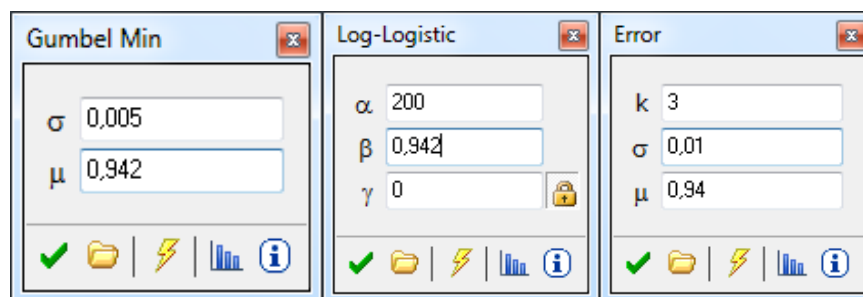 Gumbel Min
σ 0,005
μ 0,942
Log-Logistic
α 200
β 0,942
γ 0
Error
k 3
σ 0,01
μ 0,94